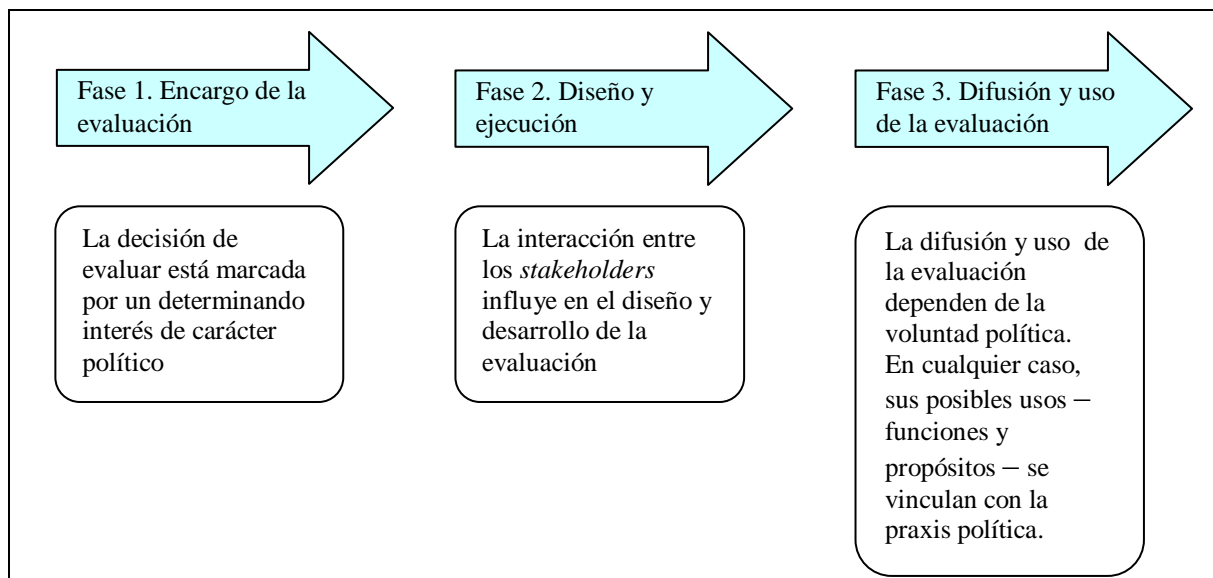 Fase 1. Encargo de la
evaluación
Fase 2. Diseño y
ejecución
Fase 3. Difusión y uso
de la evaluación
La decisión de
evaluar está marcada
por un determinando
interés de carácter
político
La interacción entre
los stakeholders
influye en el diseño y
desarrollo de la
evaluación
La difusión y uso de
la evaluación
dependen de la
voluntad política.
En cualquier caso,
sus posibles usos –
funciones y
propósitos – se
vinculan con la
praxis política.